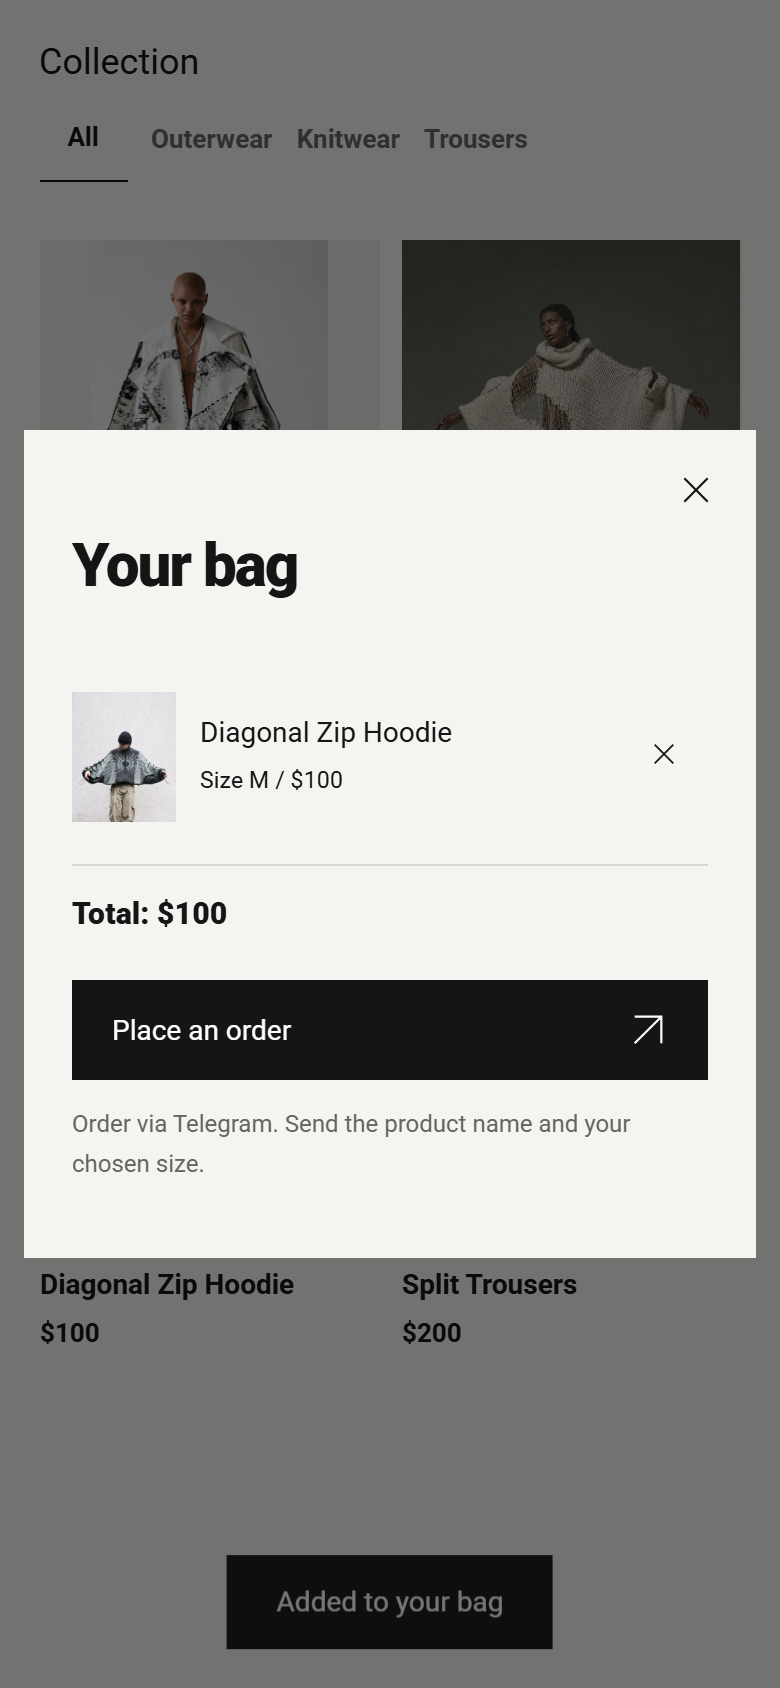 Collection
All Outerwear Knitwear Trousers
Your bag
Diagonal Zip Hoodie
Size M / $100
Total: $100
Place an order
Order via Telegram. Send the product name and your
chosen size.
Diagonal Zip Hoodie
$100
Split Trousers
$200
Added to your bag